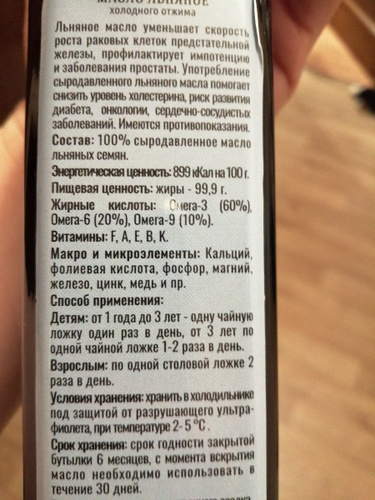 МАСЛО ЛЬНЯНОЕ
холодного отжима
Льняное масло уменьшает скорость
роста раковых клеток предстательной
железы, профилактирует импотенцию
и заболевания простаты. Употребление
сыродавленного льняного масла помогает
снизить уровень холестерина, риск развития
диабета, онкологии, сердечно-сосудистых
заболеваний. Имеются противопоказания.
Состав: 100% сыродавленное масло
льняных семян.
Энергетическая ценность: 899 кКал на 100 г.
Пищевая ценность: жиры - 99,9 г.
Жирные кислоты: Омега-3 (60%),
Омега-6 (20%), Омега-9 (10%).
Витамины: F, A, E, B, K.
Макро и микроэлементы: Кальций,
фолиевая кислота, фосфор, магний,
железо, цинк, медь и пр.
Способ применения:
Детям: от 1 года до 3 лет - одну чайную
ложку один раз в день, от 3 лет по
одной чайной ложке 1-2 раза в день.
Взрослым: по одной столовой ложке 2
раза в день.
Условия хранения: хранить в холодильнике
под защитой от разрушающего ультра-
фиолета, при температуре 2- 5 °C .
Срок хранения: срок годности закрытой
бутылки 6 месяцев, с момента вскрытия
масло необходимо использовать в
течение 30 дней.